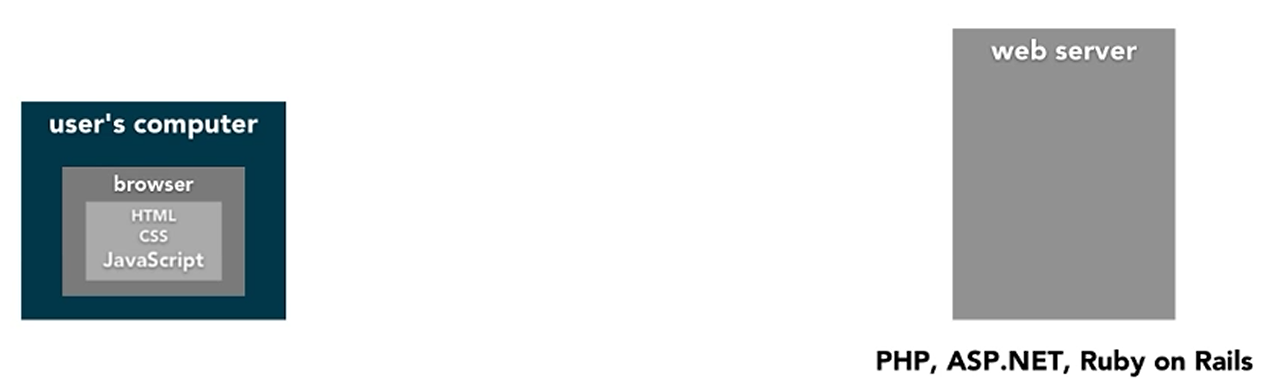 web server
user's computer
browser
HTML
CSS
JavaScript
PHP, ASP.NET, Ruby on Rails